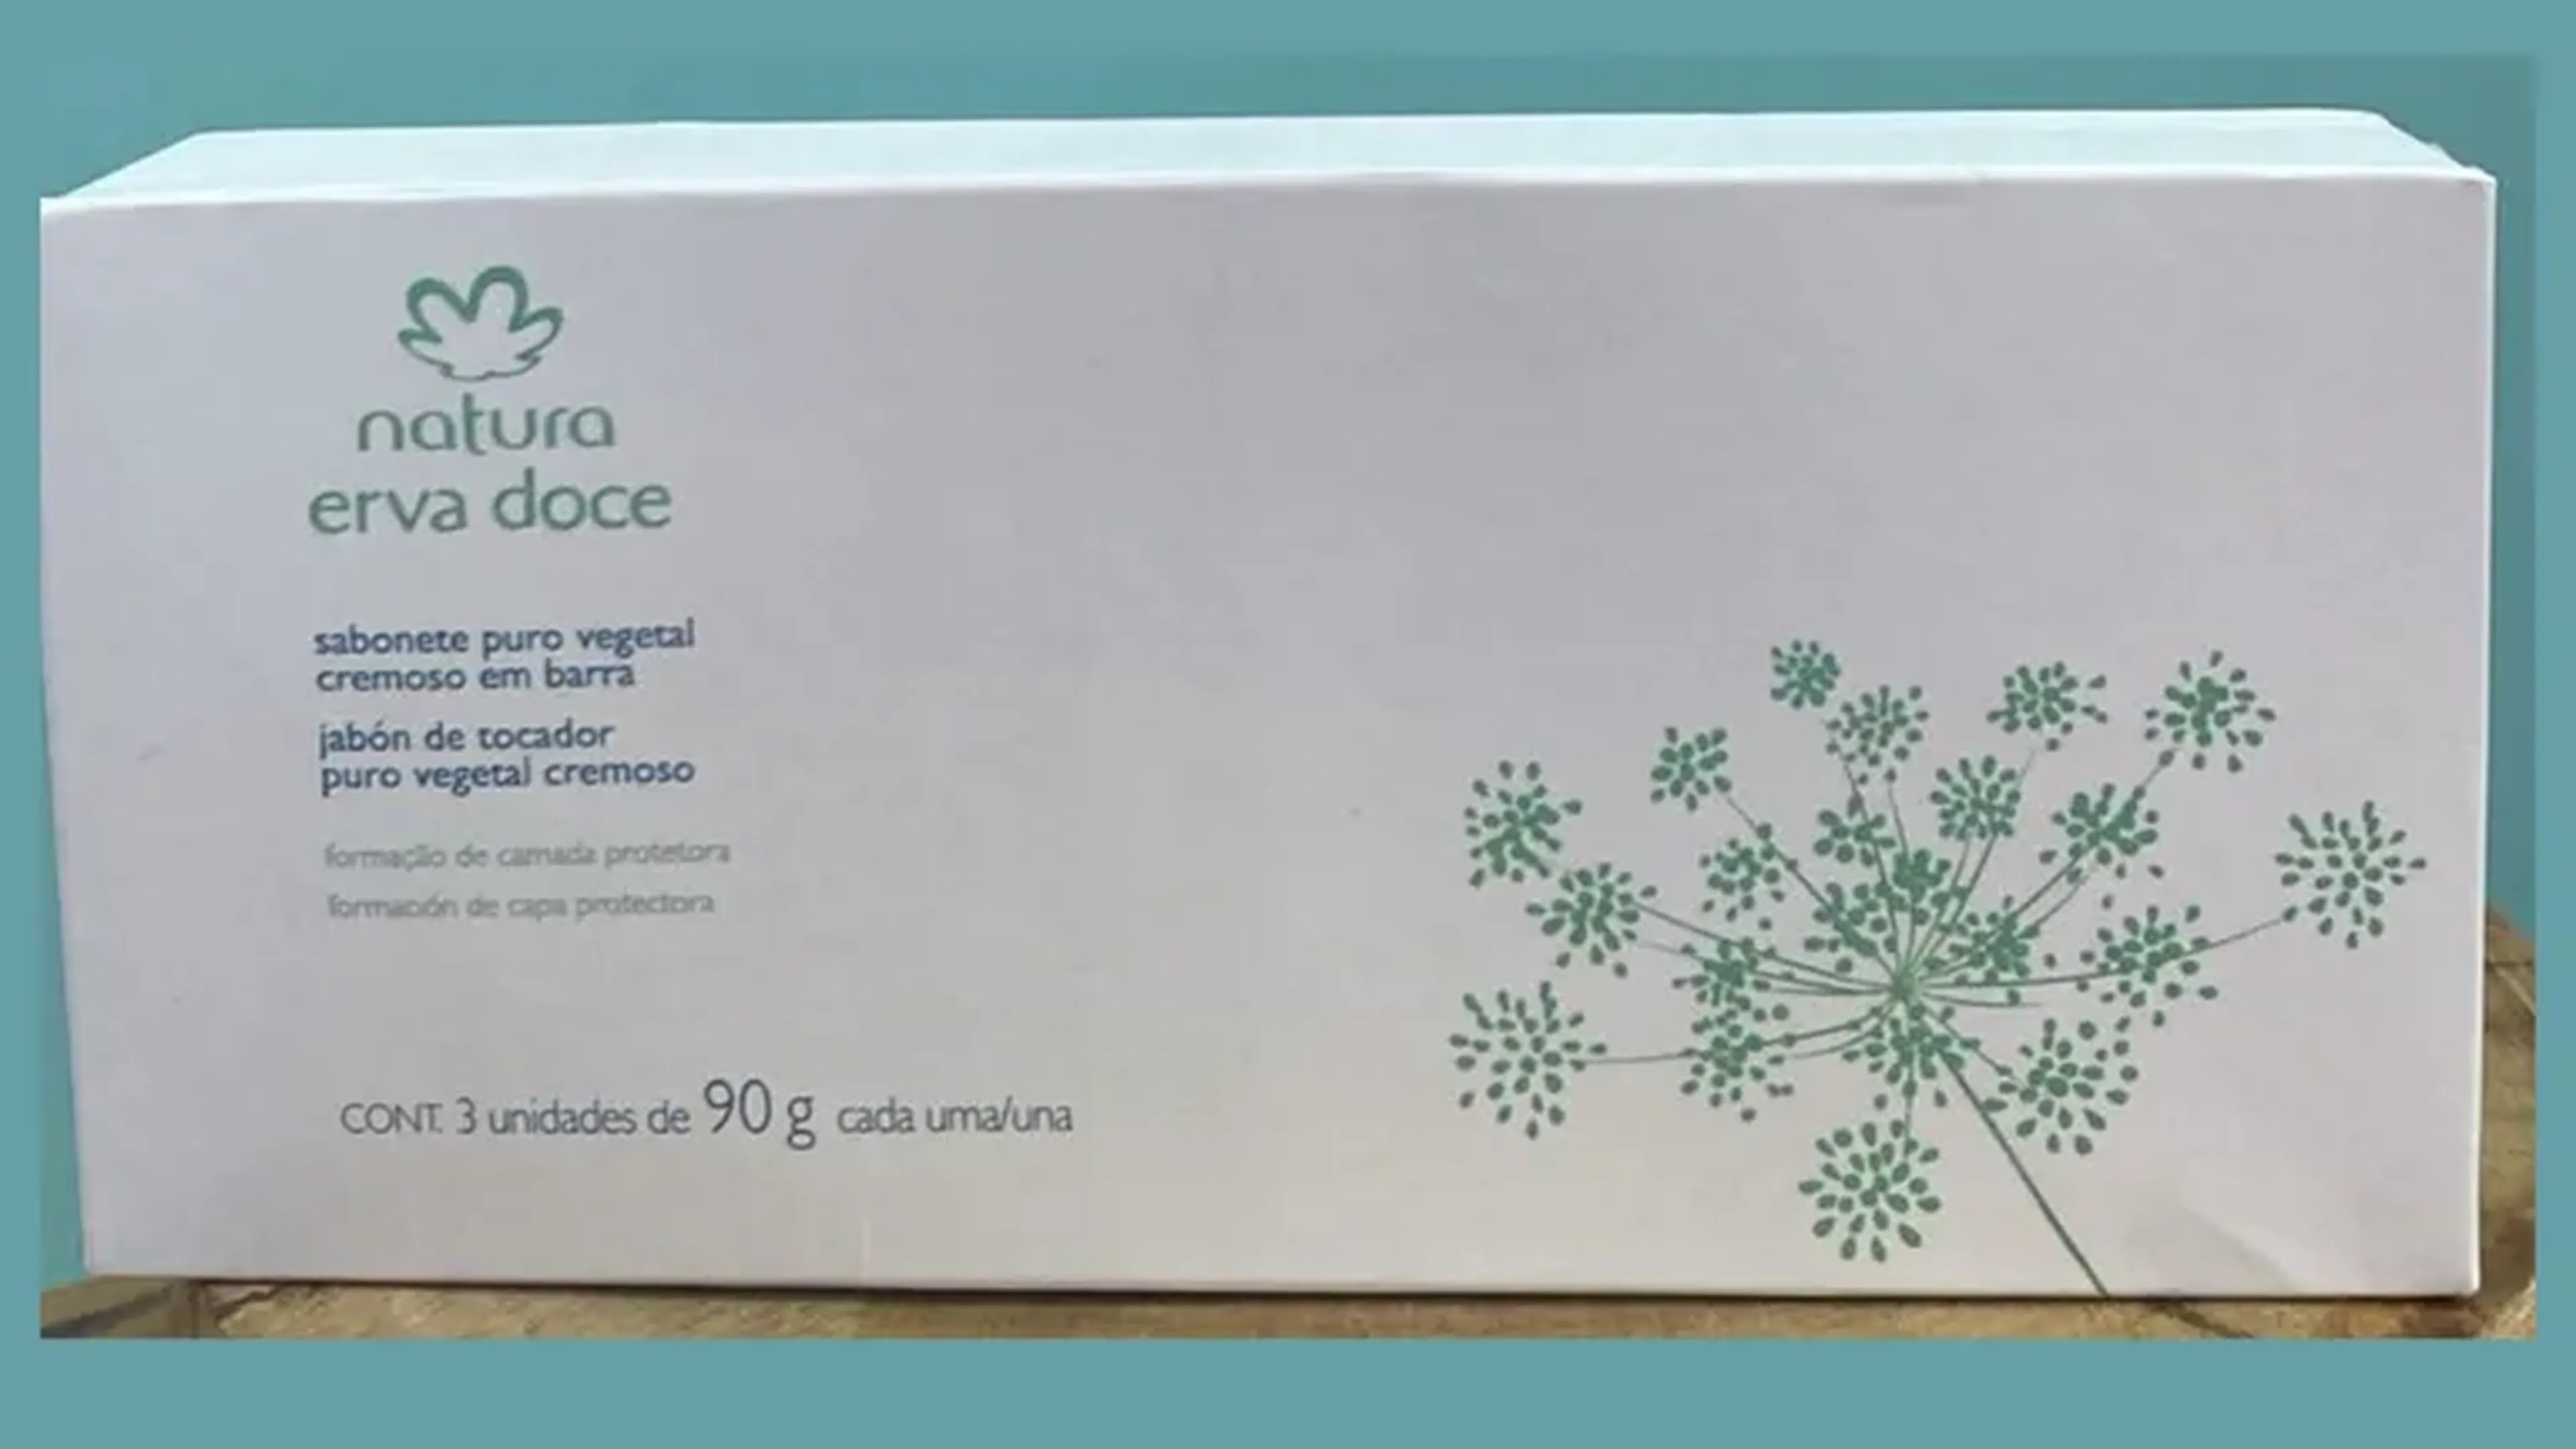 natura
erva doce
sabonete puro vegetal
cremoso em barra
jabón de tocador
puro vegetal cremoso
formação de camada protetora
formación de capa protectora
CONT. 3 unidades de 90 g cada uma/una